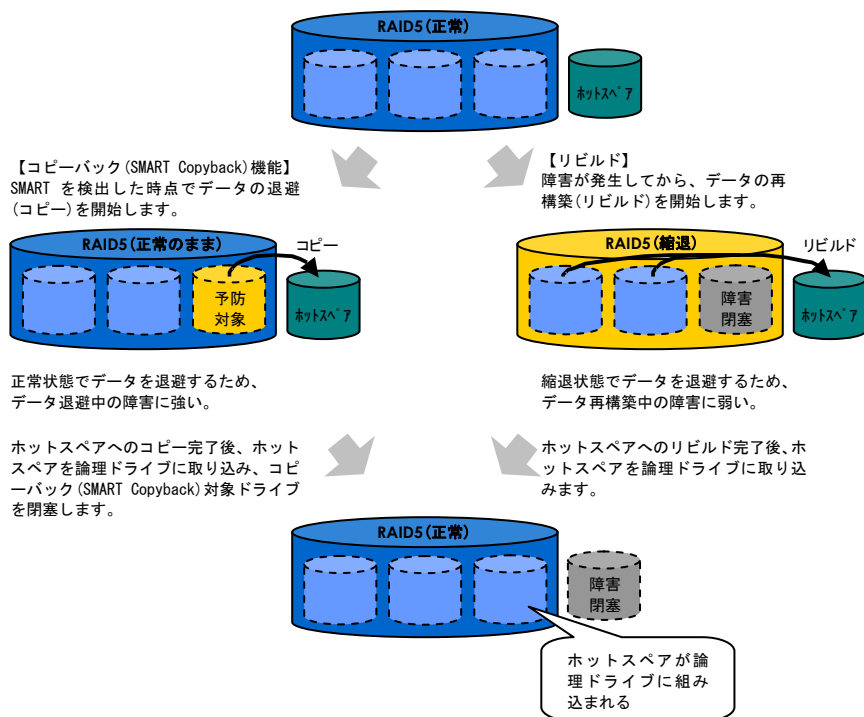 RAID5(正常)
ホットスペア
【コピーバック(SMART Copyback)機能】
SMART を検出した時点でデータの退避
(コピー)を開始します。
【リビルド】
障害が発生してから、データの再
構築(リビルド)を開始します。
RAID5(正常のまま)
コピー
予防
対象
ホットスペア
RAID5(縮退)
リビルド
障害
閉塞
ホットスペア
正常状態でデータを退避するため、
データ退避中の障害に強い。
縮退状態でデータを退避するため、
データ再構築中の障害に弱い。
ホットスペアへのコピー完了後、ホット
スペアを論理ドライブに取り込み、コピ
ーバック(SMART Copyback)対象ドライブ
を閉塞します。
ホットスペアへのリビルド完了後、ホ
ットスペアを論理ドライブに取り込
みます。
RAID5(正常)
障害
閉塞
ホットスペアが論
理ドライブに組み
込まれる